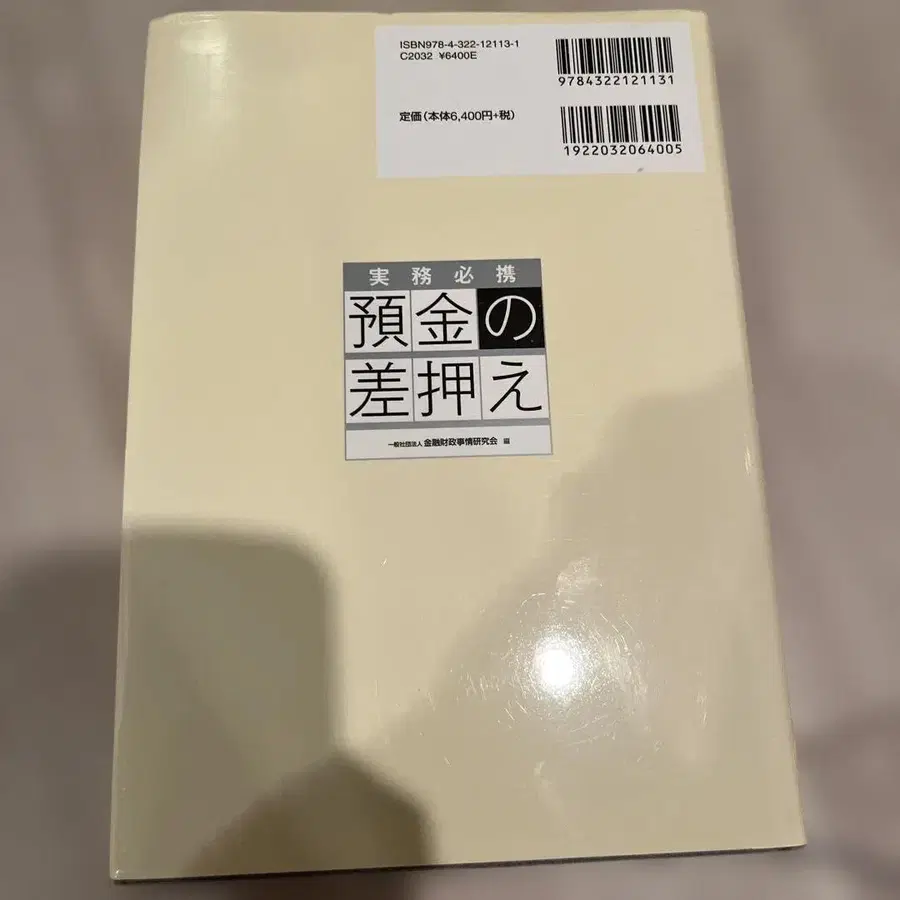 ISBN978-4-322-12113-1
C2032 ¥6400E
9784322121131
定価(本体6,400円+税)
1922032064005
実務必携
預金の
差押え
一般社団法人 金融財政事情研究会 編